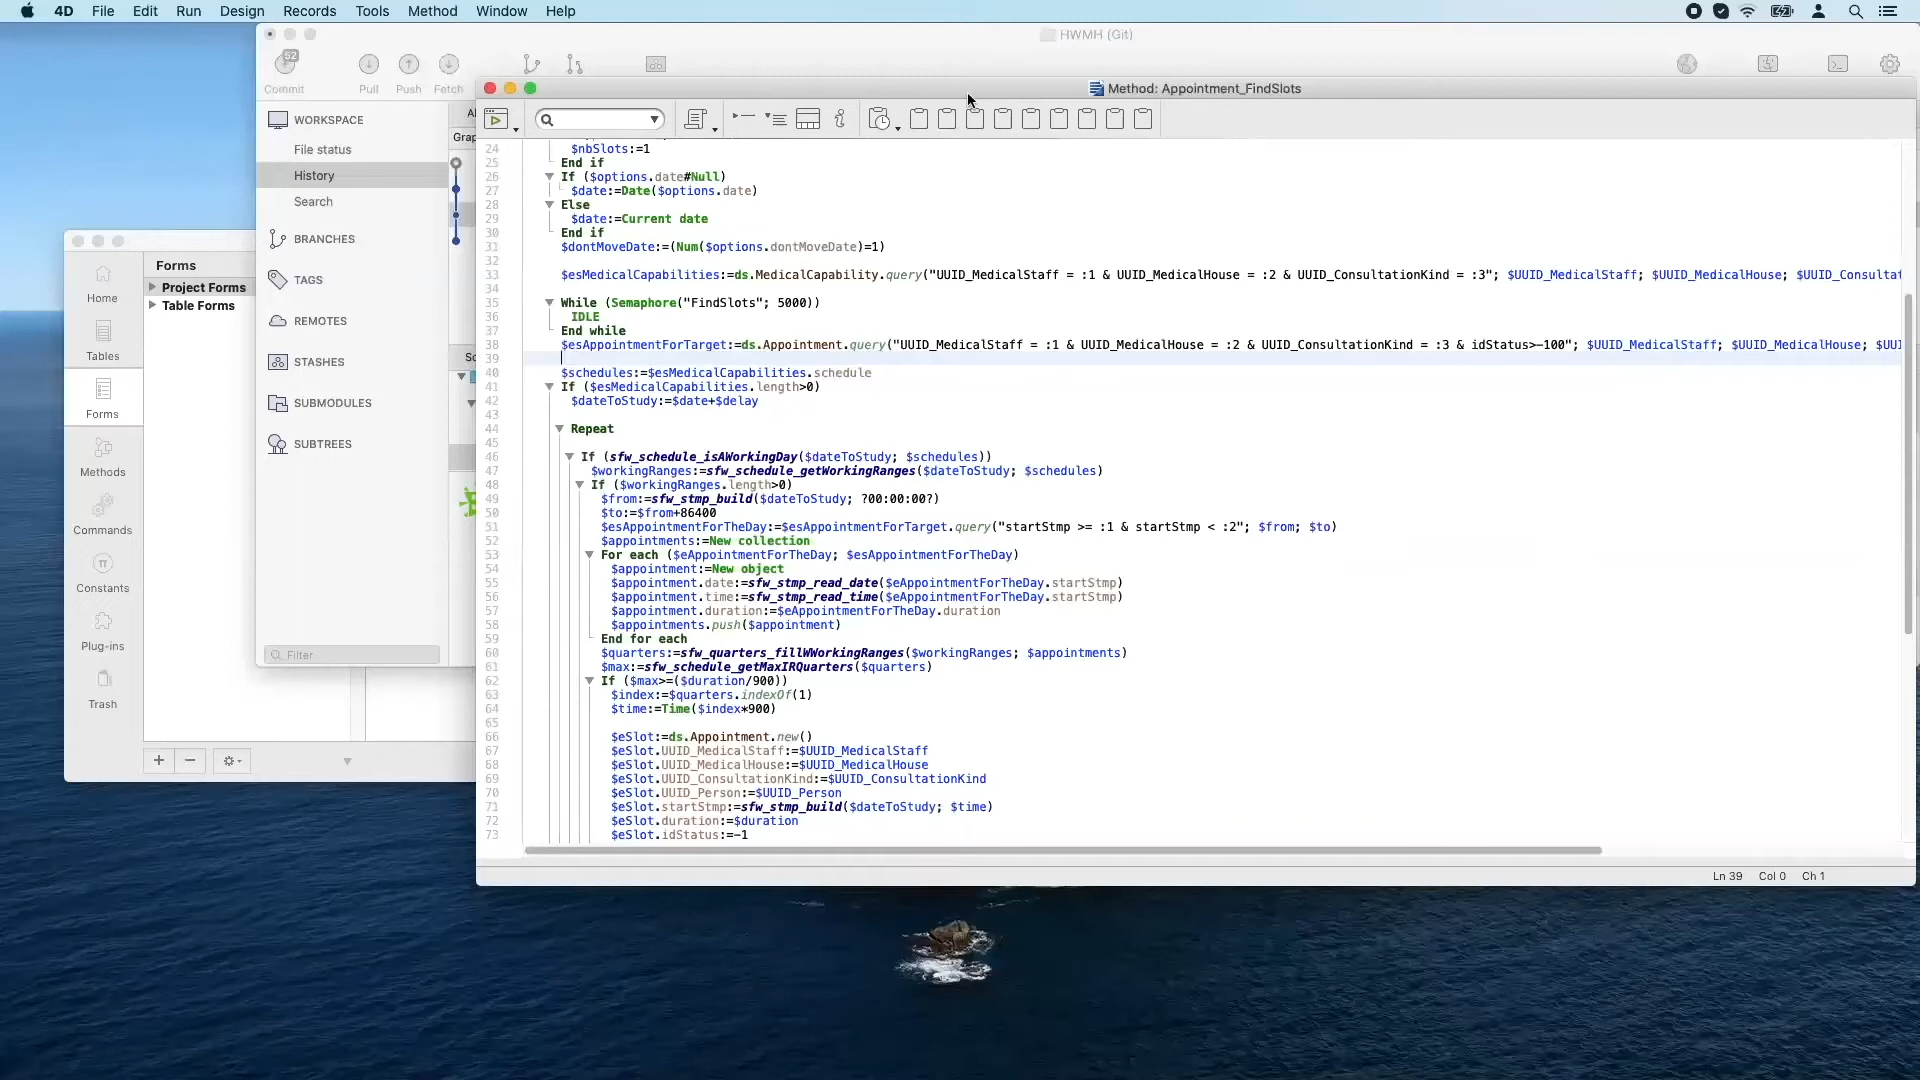 4D File Edit Run Design Records Tools Method Window Help
HWMH (Git)
52
Commit Pull Push Fetch
WORKSPACE
File status
History
Search
BRANCHES
TAGS
REMOTES
STASHES
SUBMODULES
SUBTREES
Filter
Forms
Project Forms
Table Forms
Home
Tables
Forms
Methods
Commands
Constants
Plug-ins
Trash
Method: Appointment_FindSlots
24 $nbSlots:=1
25 End if
26 If ($options.date#Null)
27 $date:=Date($options.date)
28 Else
29 $date:=Current date
30 End if
31 $dontMoveDate:=(Num($options.dontMoveDate)=1)
32
33 $esMedicalCapabilities:=ds.MedicalCapability.query("UUID_MedicalStaff = :1 & UUID_MedicalHouse = :2 & UUID_ConsultationKind = :3"; $UUID_MedicalStaff; $UUID_MedicalHouse; $UUID_Consultat
34
35 While (Semaphore("FindSlots"; 5000))
36 IDLE
37 End while
38 $esAppointmentForTarget:=ds.Appointment.query("UUID_MedicalStaff = :1 & UUID_MedicalHouse = :2 & UUID_ConsultationKind = :3 & idStatus>-100"; $UUID_MedicalStaff; $UUID_MedicalHouse; $UU
39
40 $schedules:=$esMedicalCapabilities.schedule
41 If ($esMedicalCapabilities.length>0)
42 $dateToStudy:=$date+$delay
43
44 Repeat
45
46 If (sfw_schedule_isAWorkingDay($dateToStudy; $schedules))
47 $workingRanges:=sfw_schedule_getWorkingRanges($dateToStudy; $schedules)
48 If ($workingRanges.length>0)
49 $from:=sfw_stmp_build($dateToStudy; ?00:00:00?)
50 $to:=$from+86400
51 $esAppointmentForTheDay:=$esAppointmentForTarget.query("startStmp >= :1 & startStmp < :2"; $from; $to)
52 $appointments:=New collection
53 For each ($eAppointmentForTheDay; $esAppointmentForTheDay)
54 $appointment:=New object
55 $appointment.date:=sfw_stmp_read_date($eAppointmentForTheDay.startStmp)
56 $appointment.time:=sfw_stmp_read_time($eAppointmentForTheDay.startStmp)
57 $appointment.duration:=$eAppointmentForTheDay.duration
58 $appointments.push($appointment)
59 End for each
60 $quarters:=sfw_quarters_fillWWorkingRanges($workingRanges; $appointments)
61 $max:=sfw_schedule_getMaxIRQuarters($quarters)
62 If ($max>=($duration/900))
63 $index:=$quarters.indexOf(1)
64 $time:=Time($index*900)
65
66 $eSlot:=ds.Appointment.new()
67 $eSlot.UUID_MedicalStaff:=$UUID_MedicalStaff
68 $eSlot.UUID_MedicalHouse:=$UUID_MedicalHouse
69 $eSlot.UUID_ConsultationKind:=$UUID_ConsultationKind
70 $eSlot.UUID_Person:=$UUID_Person
71 $eSlot.startStmp:=sfw_stmp_build($dateToStudy; $time)
72 $eSlot.duration:=$duration
73 $eSlot.idStatus:=-1
Ln 39 Col 0 Ch 1